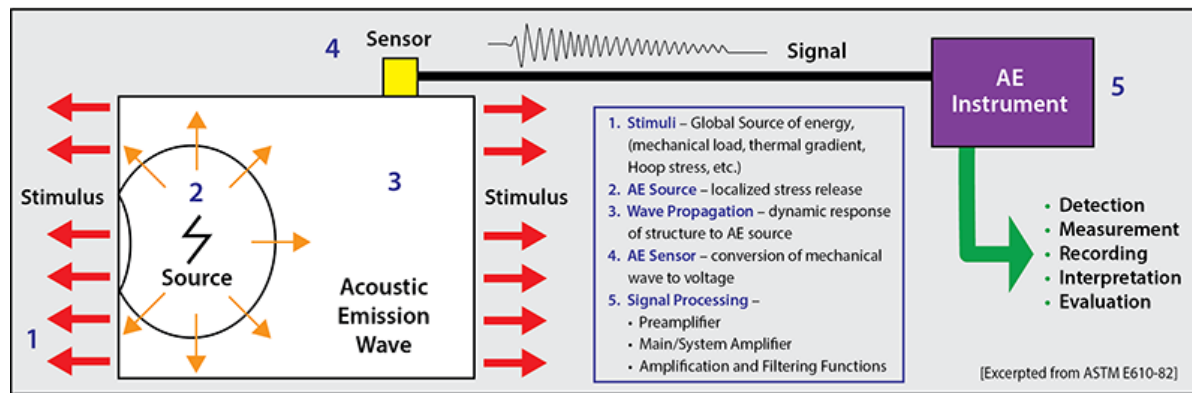 4
Sensor
Signal
AE
Instrument
5
Stimulus
1
2
Source
3
Acoustic
Emission
Wave
Stimulus
1. Stimuli – Global Source of energy,
(mechanical load, thermal gradient,
Hoop stress, etc.)
2. AE Source – localized stress release
3. Wave Propagation – dynamic response
of structure to AE source
4. AE Sensor – conversion of mechanical
wave to voltage
5. Signal Processing –
• Preamplifier
• Main/System Amplifier
• Amplification and Filtering Functions
• Detection
• Measurement
• Recording
• Interpretation
• Evaluation
[Excerpted from ASTM E610-82]